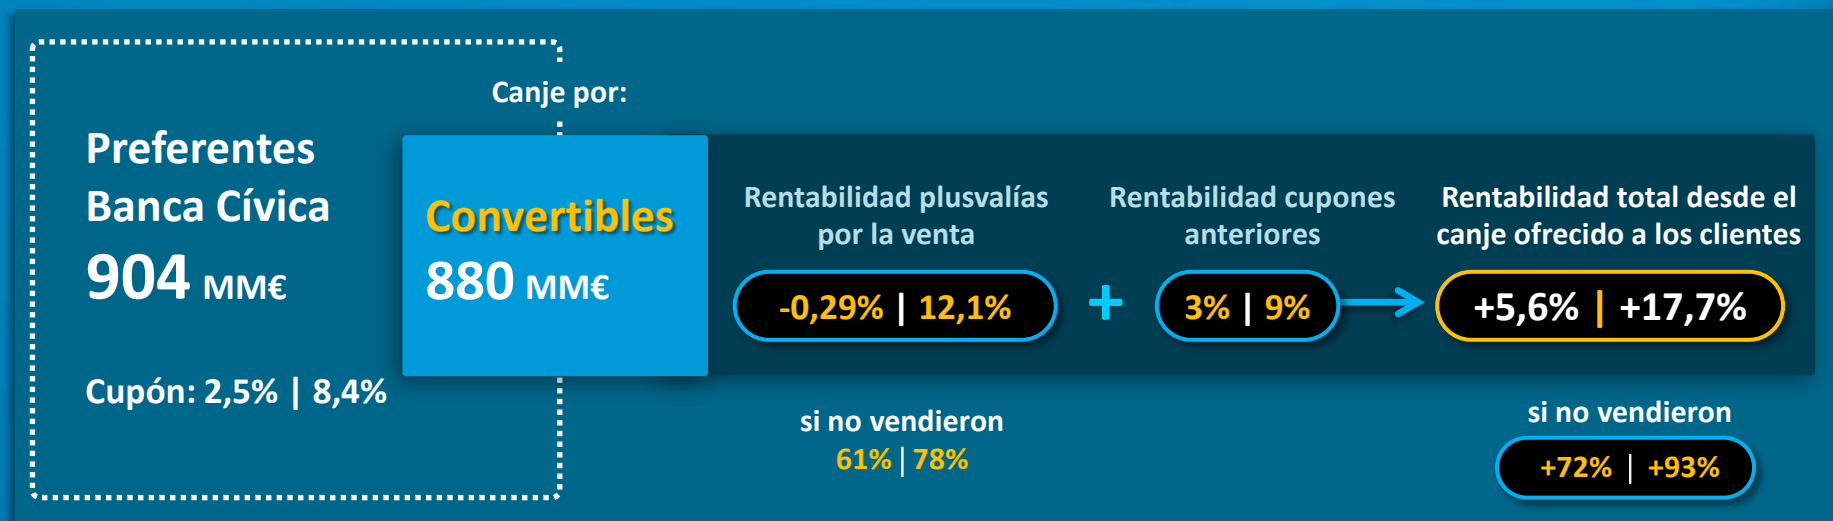 Canje por:
Preferentes
Banca Cívica
904 MM€
Cupón: 2,5% | 8,4%
Convertibles
880 MM€
Rentabilidad plusvalías
por la venta
-0,29% | 12,1%
si no vendieron
61% | 78%
+
Rentabilidad cupones
anteriores
3% | 9%
Rentabilidad total desde el
canje ofrecido a los clientes
+5,6% | +17,7%
si no vendieron
+72% | +93%